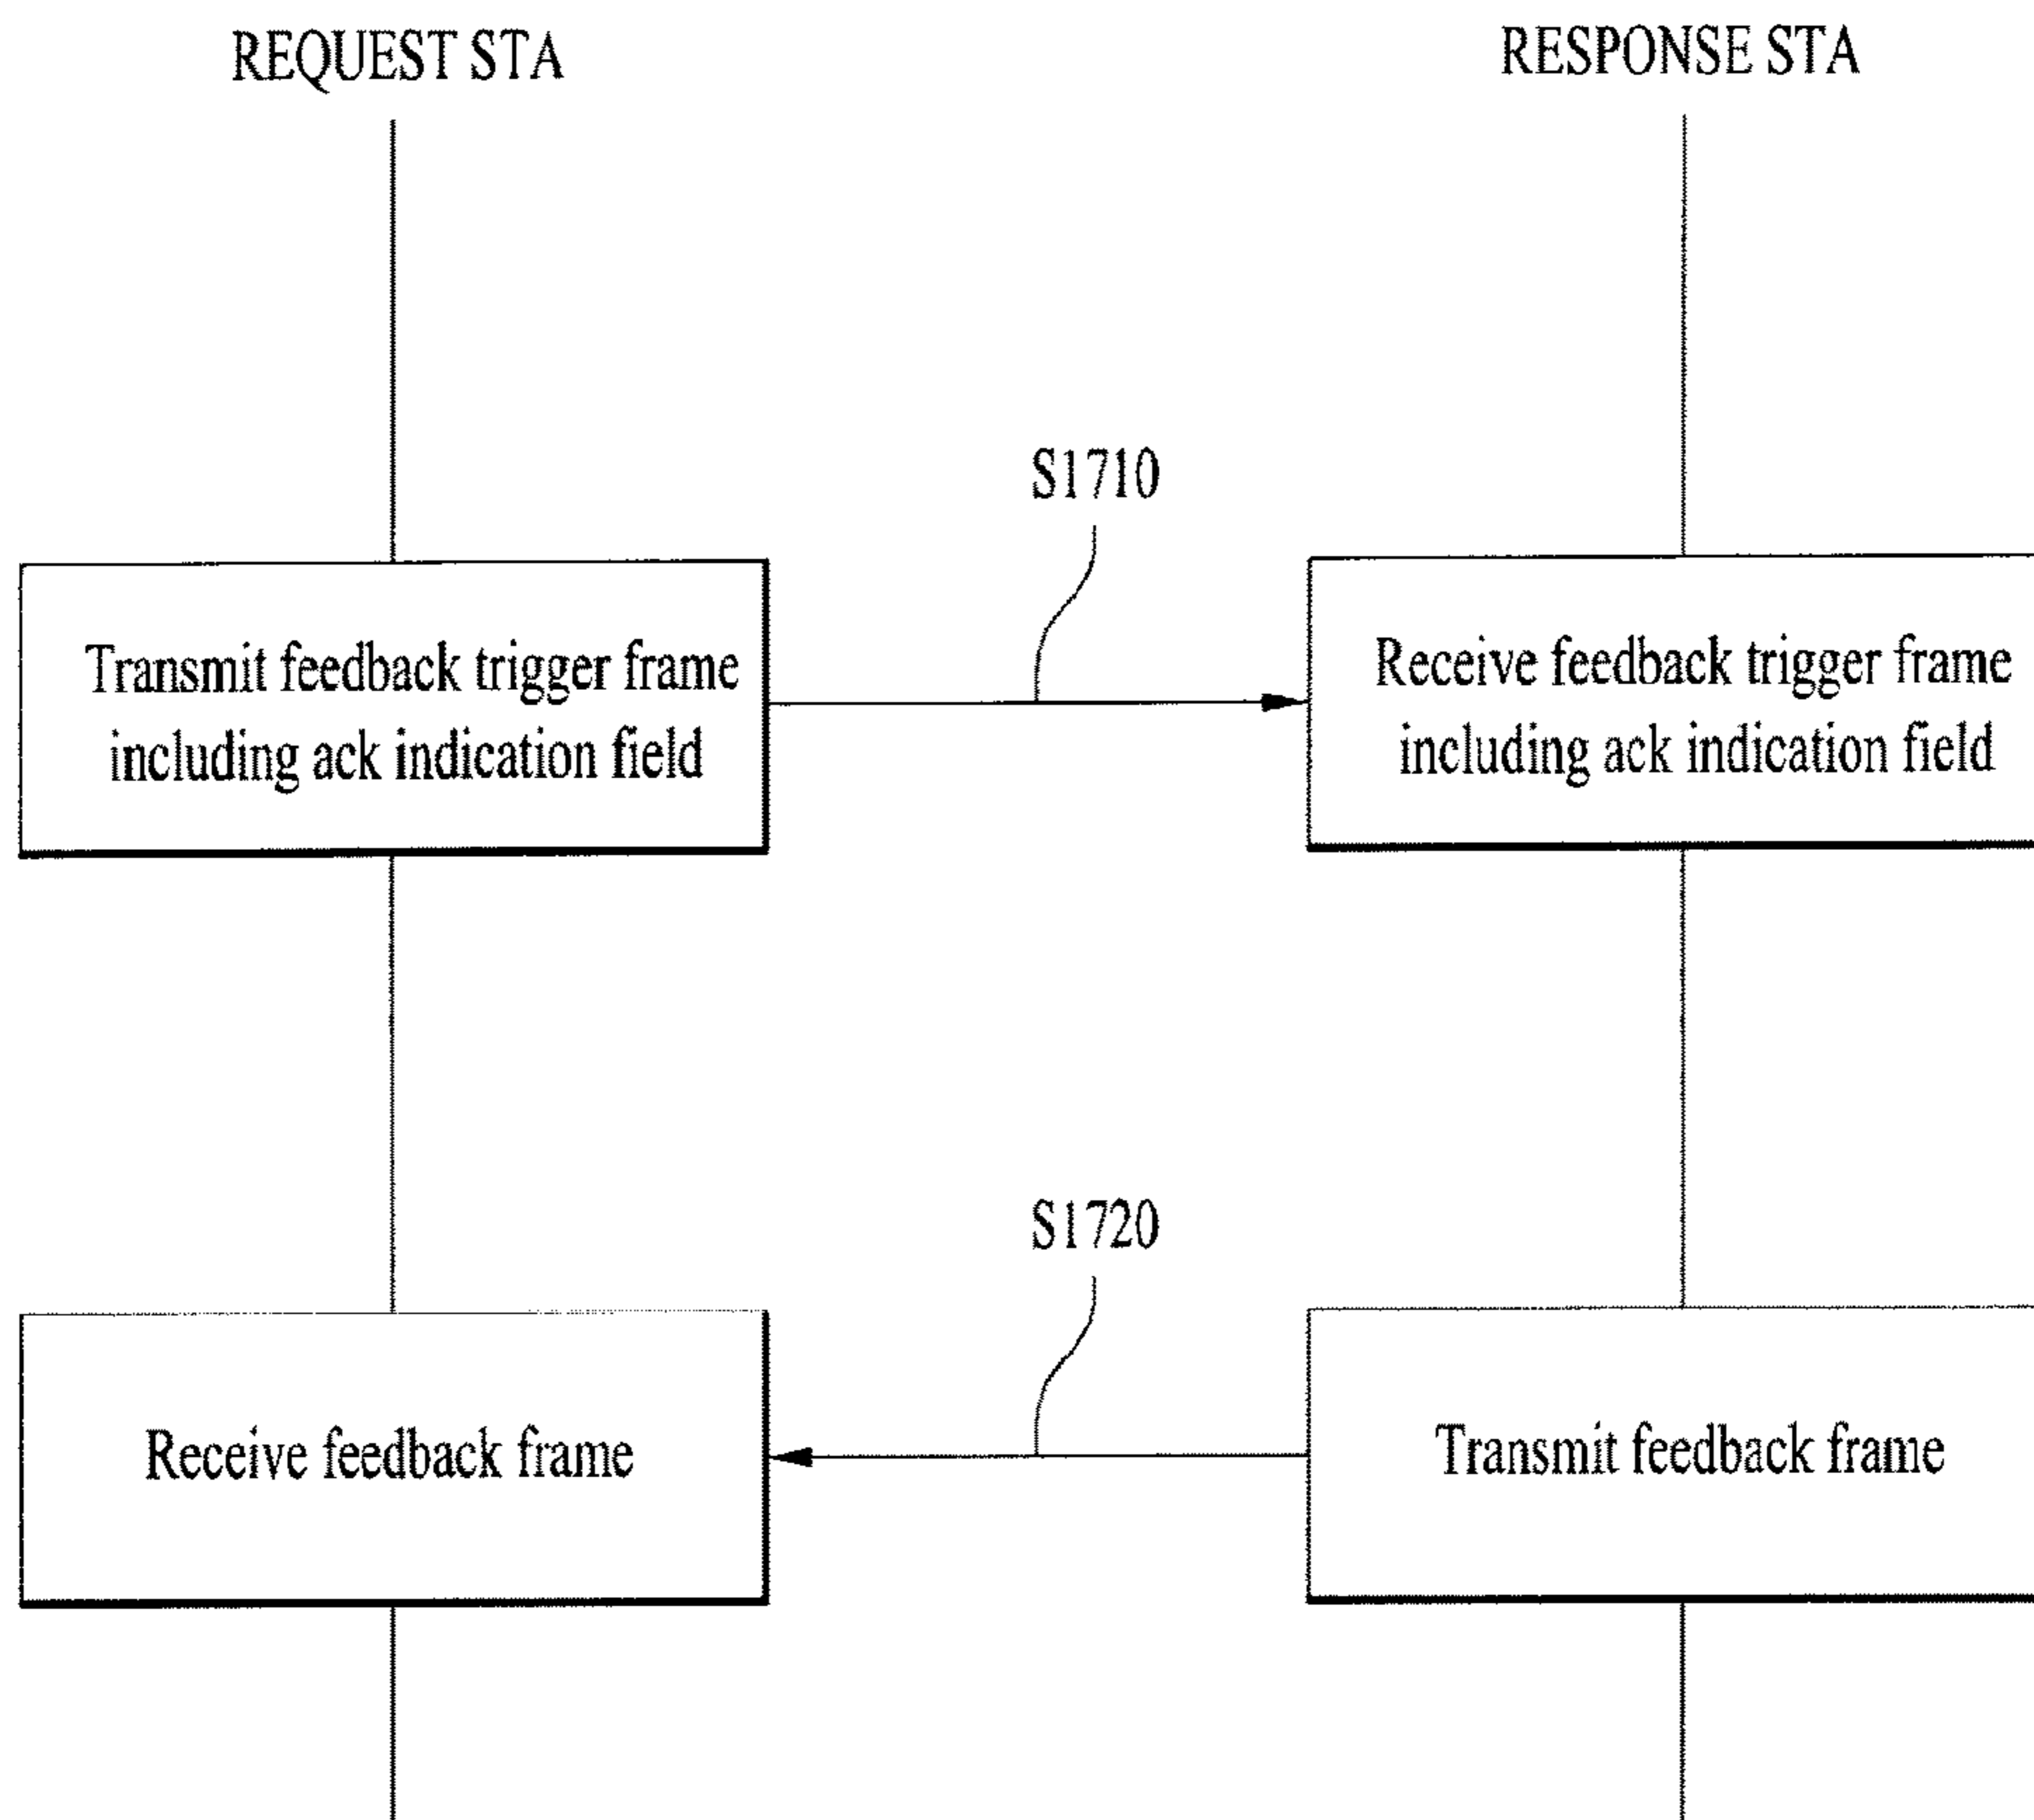 REQUEST STA
RESPONSE STA
S1710
Transmit feedback trigger frame
including ack indication field
Receive feedback trigger frame
including ack indication field
S1720
Receive feedback frame
Transmit feedback frame